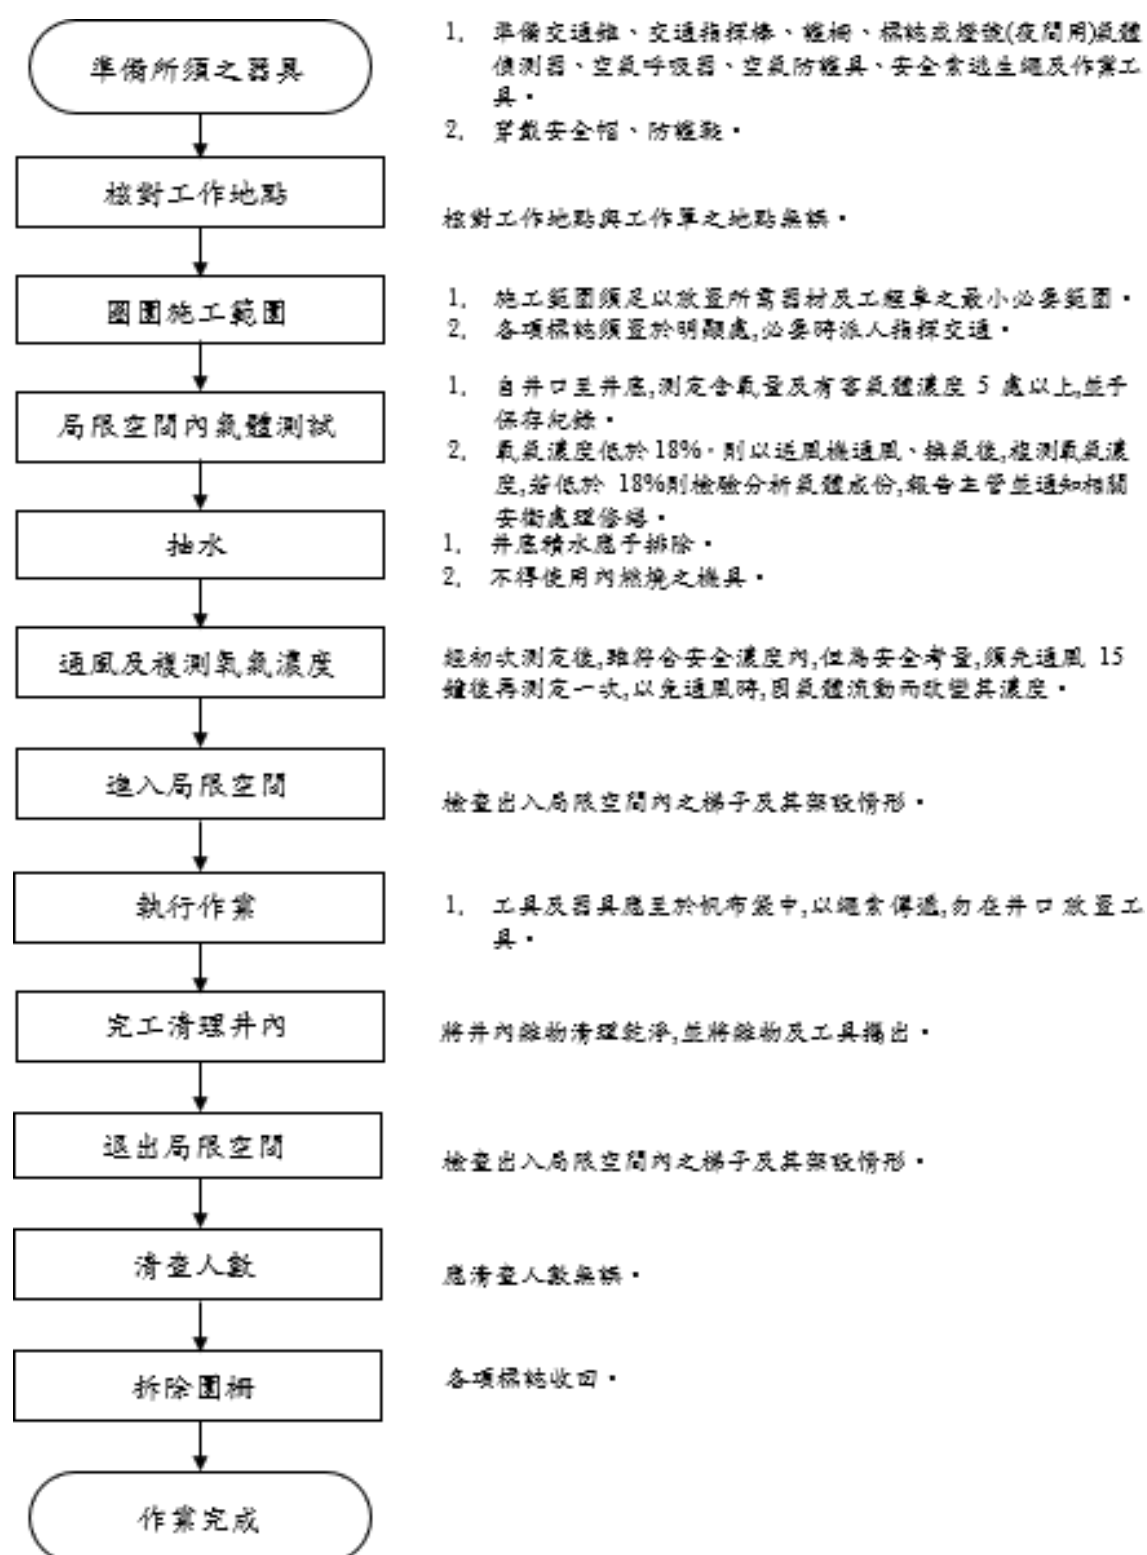 準備所須之器具
1. 準備交通錐、交通指揮棒、護柵、標誌或燈號(夜間用)氣體
偵測器、空氣呼吸器、空氣防護具、安全索逃生繩及作業工
具。
2. 穿戴安全帽、防護鞋。
核對工作地點
核對工作地點與工作單之地點無誤。
圈圍施工範圍
1. 施工範圍須足以放置所需器材及工程車之最小必要範圍。
2. 各項標誌須置於明顯處,必要時派人指揮交通。
局限空間內氣體測試
1. 自井口至井底,測定含氧量及有害氣體濃度 5 處以上,並予
保存紀錄。
2. 氧氣濃度低於18%,則以送風機通風、換氣後,複測氧氣濃
度,若低於 18%則檢驗分析氣體成份,報告主管並通知相關
安衛處理修繕。
抽水
1. 井底積水應予排除。
2. 不得使用內燃燒之機具。
通風及複測氧氣濃度
經初次測定後,雖符合安全濃度內,但為安全考量,須先通風 15
鐘後再測定一次,以免通風時,因氣體流動而改變其濃度。
進入局限空間
檢查出入局限空間內之梯子及其架設情形。
執行作業
1. 工具及器具應至於帆布袋中,以繩索傳遞,勿在井口放置工
具。
完工清理井內
將井內雜物清理乾淨,並將雜物及工具攜出。
退出局限空間
檢查出入局限空間內之梯子及其架設情形。
清查人數
應清查人數無誤。
拆除圍柵
各項標誌收回。
作業完成